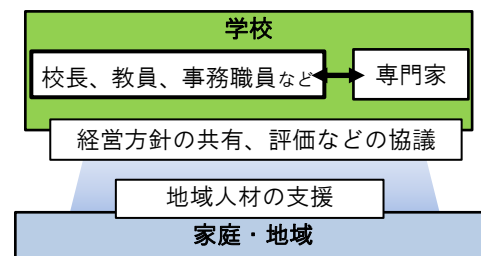 学校
校長、教員、事務職員など
専門家
経営方針の共有、評価などの協議
地域人材の支援
家庭・地域